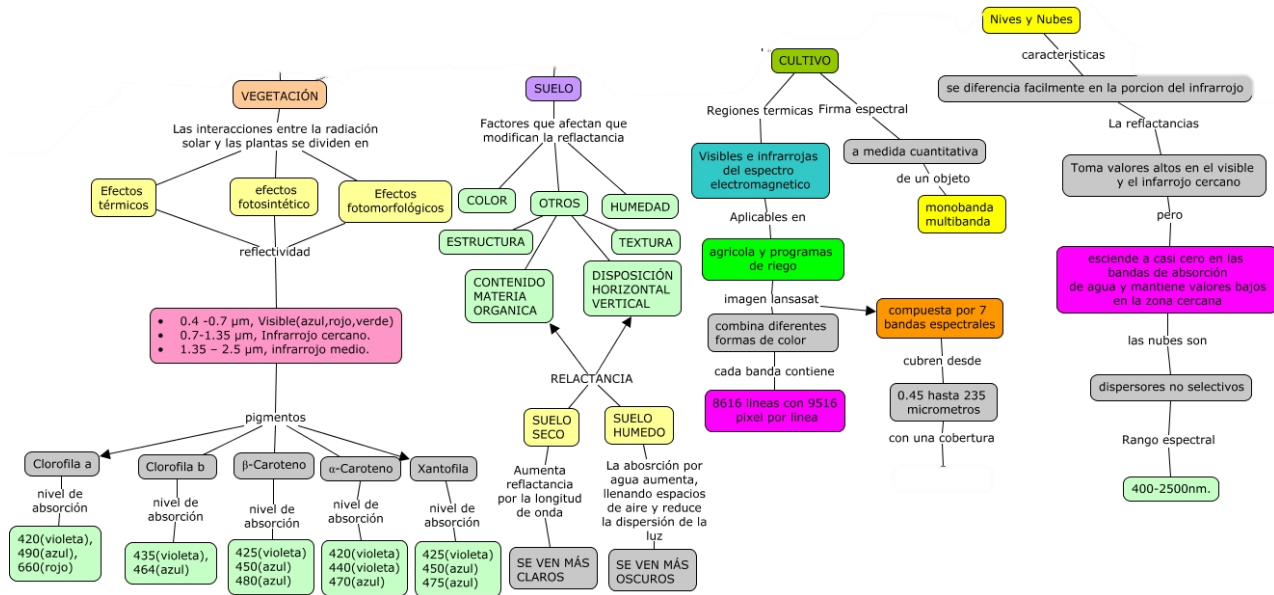 VEGETACIÓN
Las interacciones entre la radiación
solar y las plantas se dividen en
Efectos
térmicos
efectos
fotosintético
Efectos
fotomorfológicos
reflectividad
• 0.4 -0.7 μm, Visible(azul,rojo,verde)
• 0.7-1.35 μm, Infrarrojo cercano.
• 1.35 – 2.5 μm, infrarrojo medio.
pigmentos
Clorofila a
nivel de
absorción
420(violeta),
490(azul),
660(rojo)
Clorofila b
nivel de
absorción
435(violeta),
464(azul)
β-Caroteno
nivel de
absorción
425(violeta)
450(azul)
480(azul)
α-Caroteno
nivel de
absorción
420(violeta)
440(violeta)
470(azul)
Xantofila
nivel de
absorción
425(violeta)
450(azul)
475(azul)
SUELO
Factores que afectan que
modifican la reflactancia
COLOR
OTROS
HUMEDAD
ESTRUCTURA
TEXTURA
CONTENIDO
MATERIA
ORGANICA
DISPOSICIÓN
HORIZONTAL
VERTICAL
RELACTANCIA
SUELO
SECO
Aumenta
reflactancia
por la longitud
de onda
SE VEN MÁS
CLAROS
SUELO
HUMEDO
La abosrción por
agua aumenta,
llenando espacios
de aire y reduce
la dispersión de la
luz
SE VEN MÁS
OSCUROS
CULTIVO
Regiones termicas
Visibles e infrarrojas
del espectro
electromagnetico
Aplicables en
agricola y programas
de riego
imagen lansasat
combina diferentes
formas de color
cada banda contiene
8616 lineas con 9516
pixel por linea
compuesta por 7
bandas espectrales
cubren desde
0.45 hasta 235
micrometros
con una cobertura
Firma espectral
a medida cuantitativa
de un objeto
monobanda
multibanda
Nives y Nubes
caracteristicas
se diferencia facilmente en la porcion del infrarrojo
La reflactancias
Toma valores altos en el visible
y el infarrojo cercano
pero
esciende a casi cero en las
bandas de absorción
de agua y mantiene valores bajos
en la zona cercana
las nubes son
dispersores no selectivos
Rango espectral
400-2500nm.